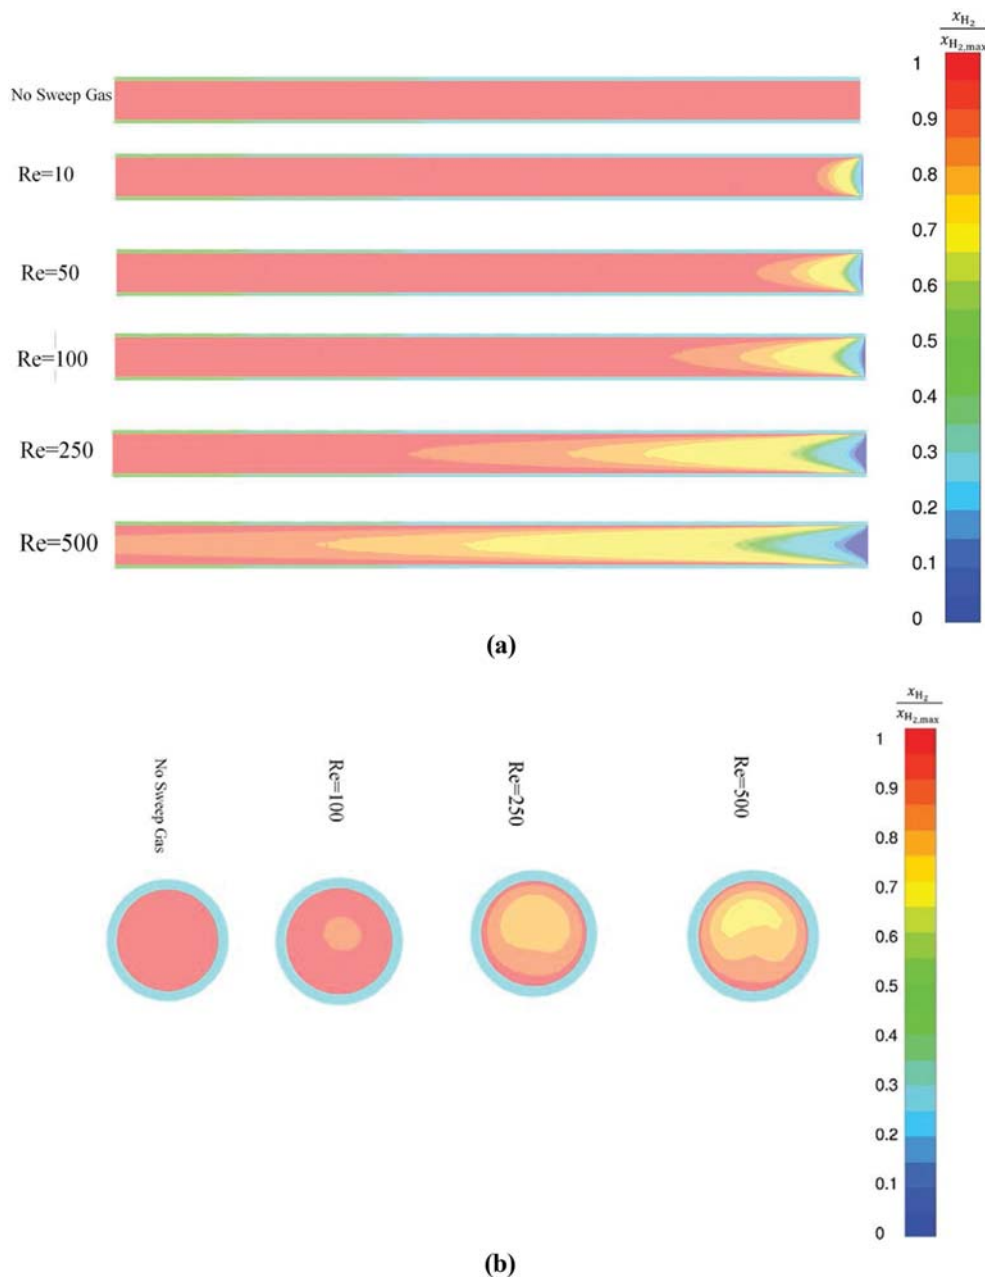 x_H₂
x_H₂,max
No Sweep Gas
Re=10
Re=50
Re=100
Re=250
Re=500
1
0.9
0.8
0.7
0.6
0.5
0.4
0.3
0.2
0.1
0
(a)
x_H₂
x_H₂,max
No Sweep Gas
Re=100
Re=250
Re=500
1
0.9
0.8
0.7
0.6
0.5
0.4
0.3
0.2
0.1
0
(b)